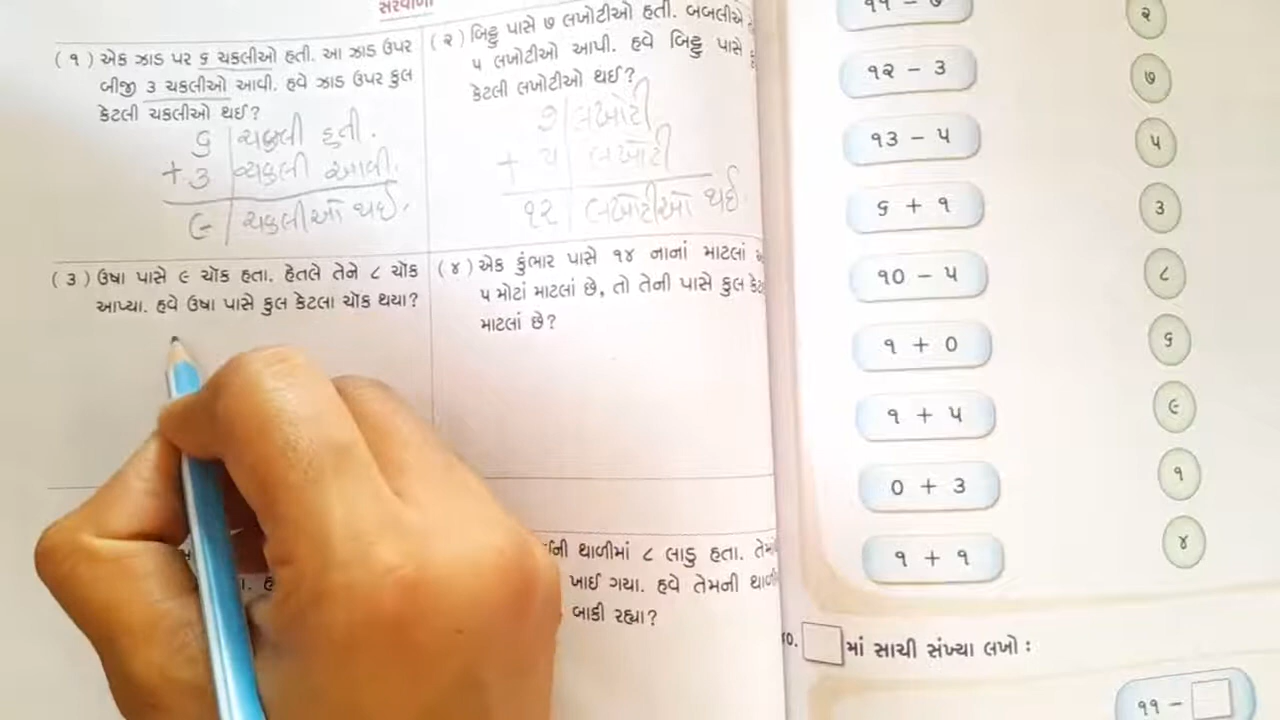 સરવાળા
(૧) એક ઝાડ પર ૬ ચકલીઓ હતી. આ ઝાડ ઉપર
બીજી ૩ ચકલીઓ આવી. હવે ઝાડ ઉપર કુલ
કેટલી ચકલીઓ થઈ?
૬ ચકલી હતી.
+ ૩ ચકલી આવી.
૯ ચકલીઓ થઈ.
(૨) બિટ્ટુ પાસે ૭ લખોટીઓ હતી. બબલીએ
૫ લખોટીઓ આપી. હવે બિટ્ટુ પાસે
કેટલી લખોટીઓ થઈ?
૭ લખોટી
+ ૫ લખોટી
૧૨ લખોટીઓ થઈ.
(૩) ઉષા પાસે ૯ ચૉક હતા. હેતલે તેને ૮ ચૉક
આપ્યા. હવે ઉષા પાસે કુલ કેટલા ચૉક થયા?
(૪) એક કુંભાર પાસે ૧૪ નાનાં માટલાં
૫ મોટાં માટલાં છે, તો તેની પાસે કુલ
માટલાં છે?
થાળીમાં ૮ લાડુ હતા.
ખાઈ ગયા. હવે તેમની
બાકી રહ્યા?
૧૧ - ૭
૧૨ - ૩
૧૩ - ૫
૬ + ૧
૧૦ - ૫
૧ + ૦
૧ + ૫
૦ + ૩
૧ + ૧
૨
૭
૫
૩
૮
૬
૯
૧
૪
માં સાચી સંખ્યા લખો :
૧૧ -